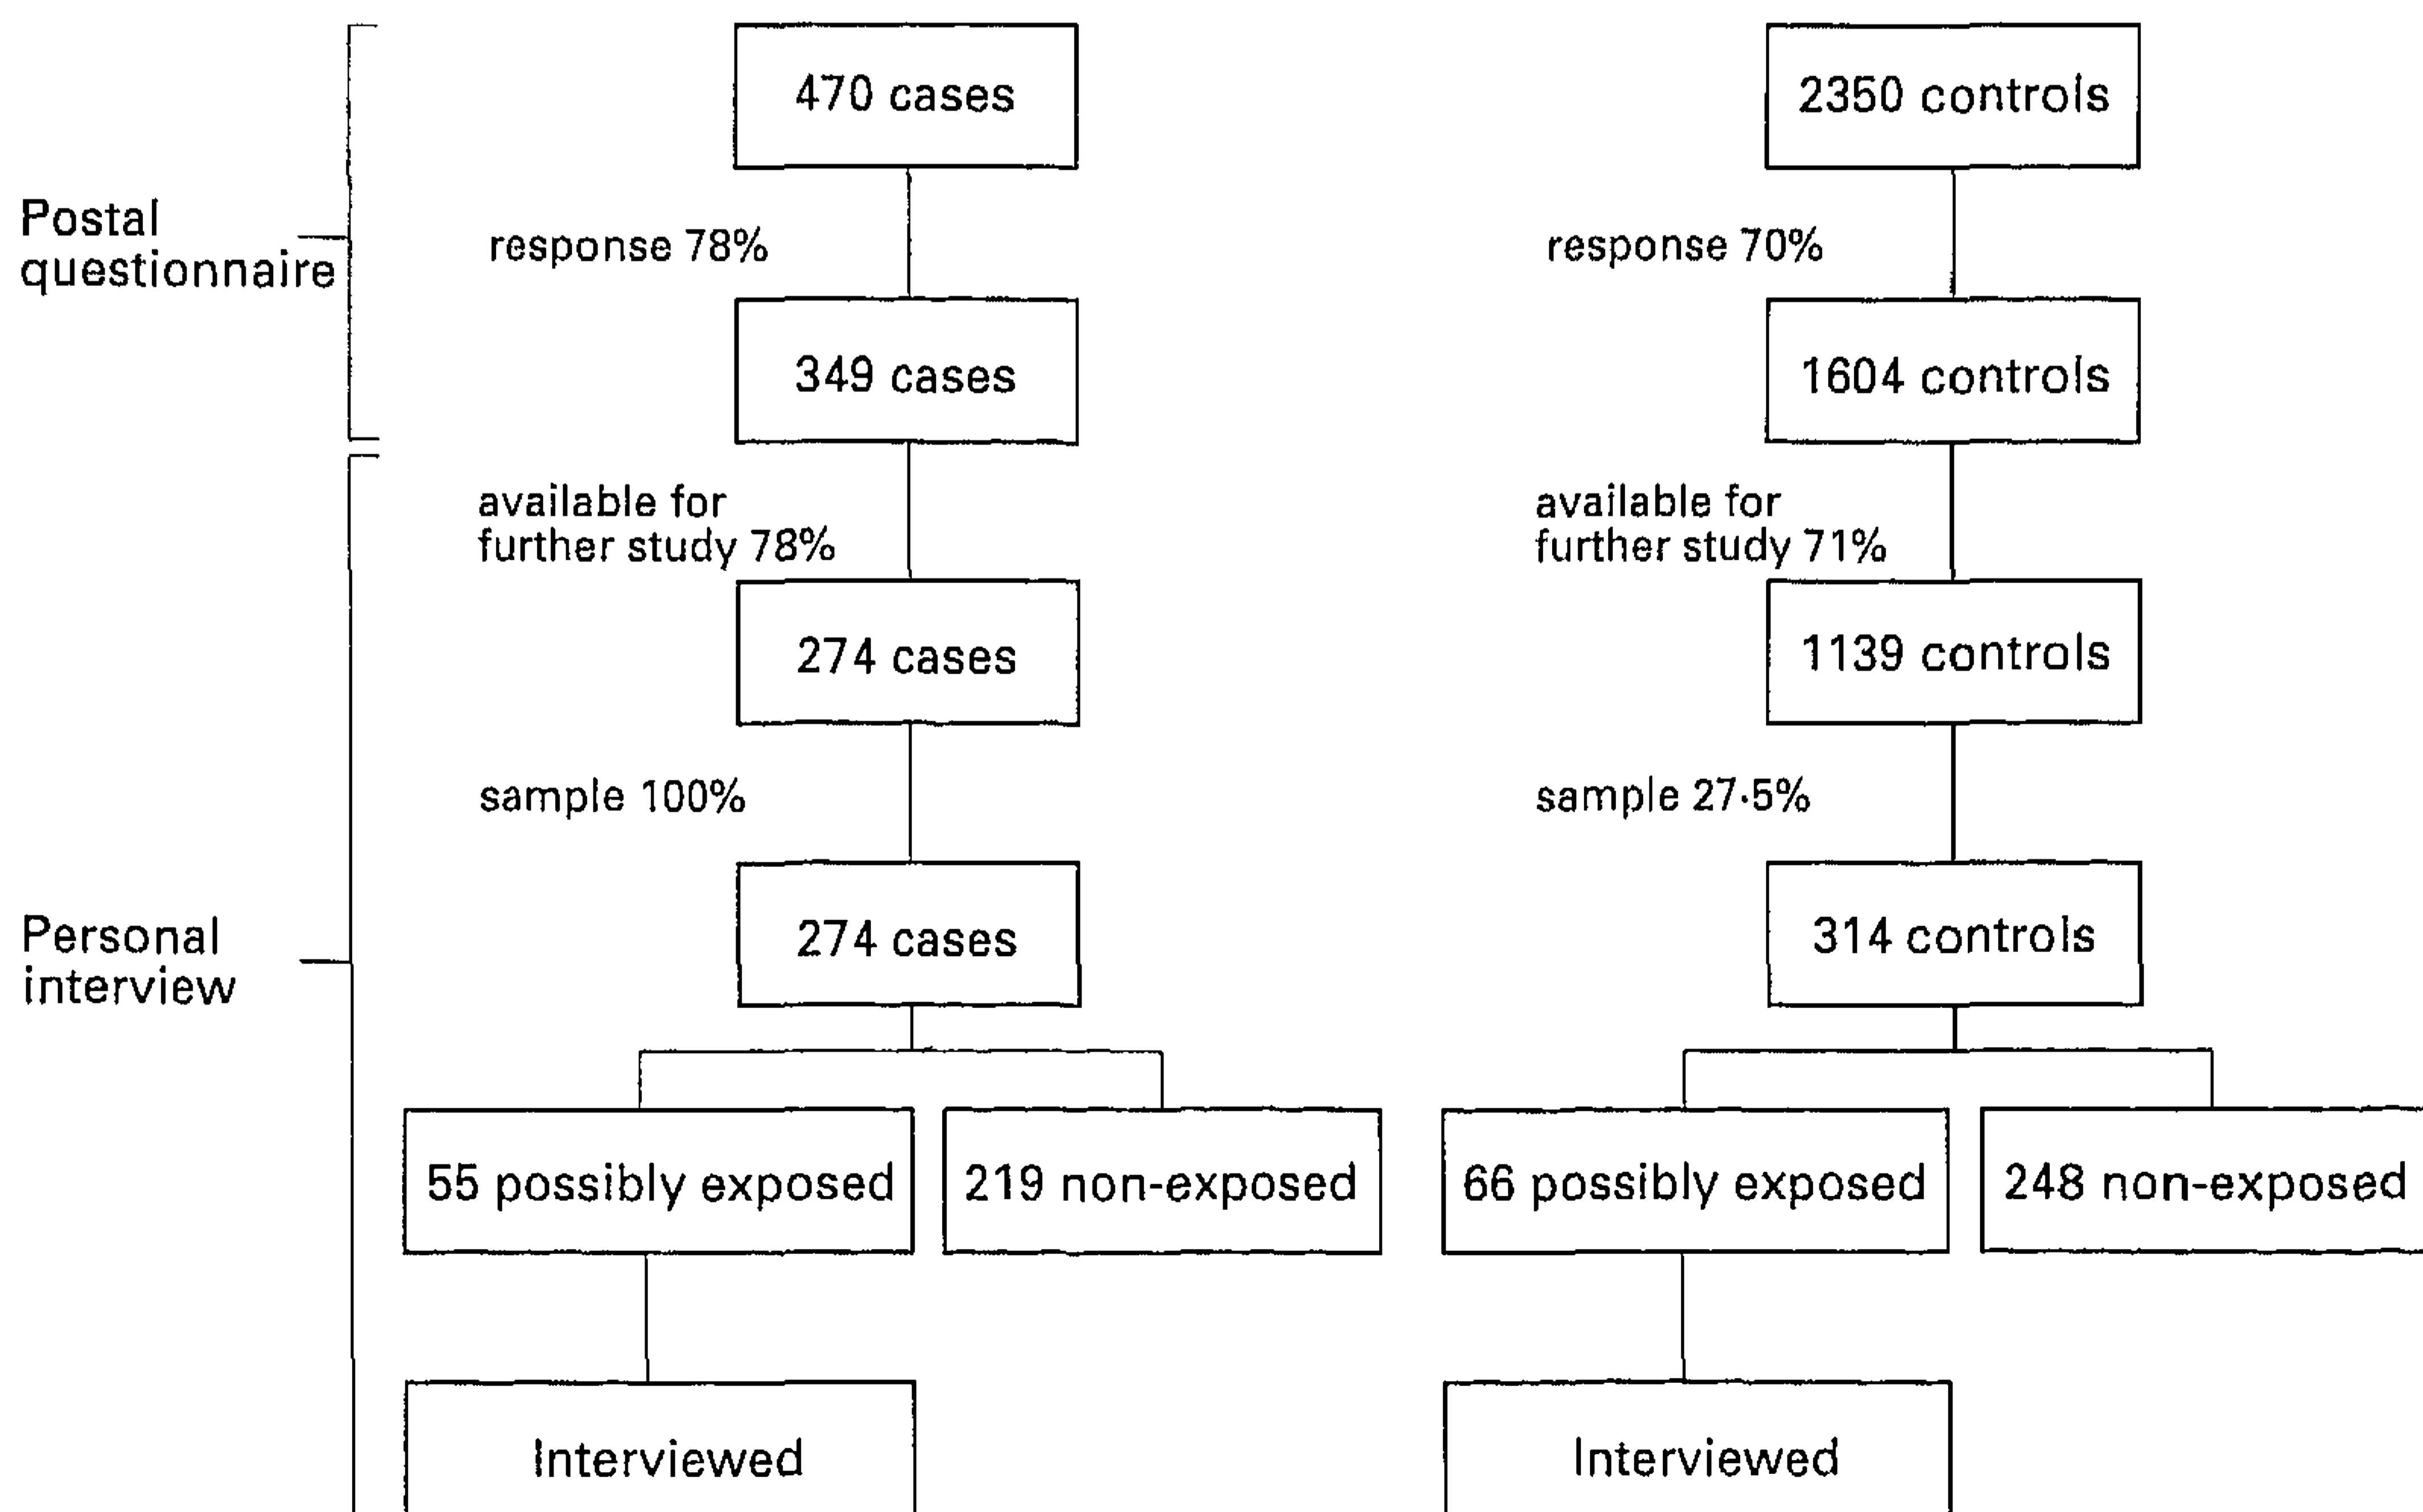 470 cases
2350 controls
Postal
questionnaire
response 78%
response 70%
349 cases
1604 controls
available for
further study 78%
available for
further study 71%
274 cases
1139 controls
sample 100%
sample 27·5%
Personal
interview
274 cases
314 controls
55 possibly exposed
219 non-exposed
66 possibly exposed
248 non-exposed
Interviewed
Interviewed